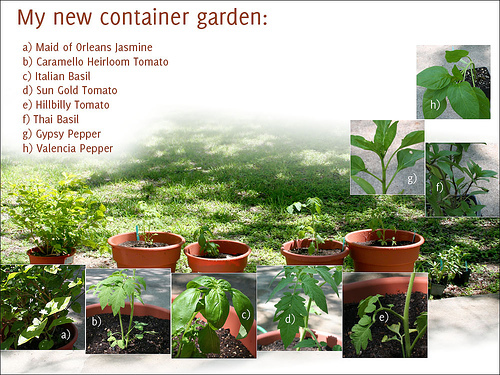 My new container garden:
a) Maid of Orleans Jasmine
b) Caramello Heirloom Tomato
c) Italian Basil
d) Sun Gold Tomato
e) Hillbilly Tomato
f) Thai Basil
g) Gypsy Pepper
h) Valencia Pepper
h)
g)
f)
a)
b)
c)
d)
e)